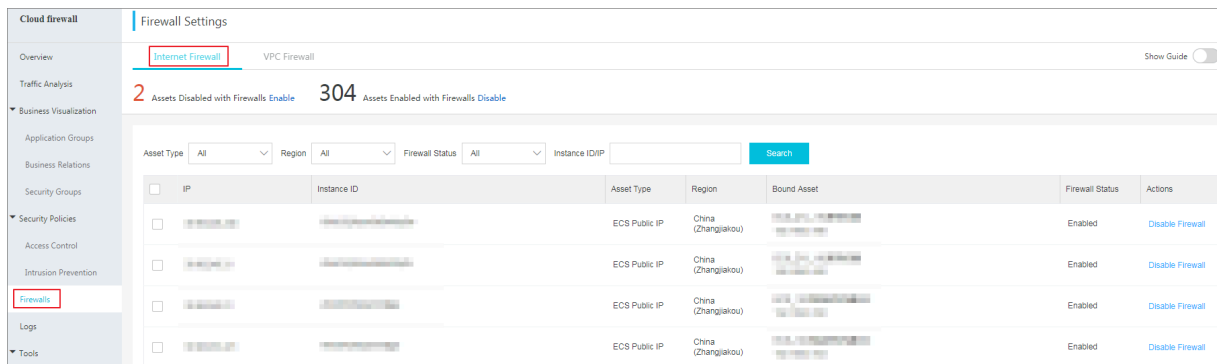 Cloud firewall
Firewall Settings
Overview
Internet Firewall
VPC Firewall
Show Guide
Traffic Analysis
2 Assets Disabled with Firewalls Enable
304 Assets Enabled with Firewalls Disable
Business Visualization
Application Groups
Business Relations
Security Groups
Security Policies
Access Control
Intrusion Prevention
Firewalls
Logs
Tools
Asset Type All Region All Firewall Status All Instance ID/IP Search
IP Instance ID Asset Type Region Bound Asset Firewall Status Actions
ECS Public IP China Enabled Disable Firewall
(Zhangjiakou)
ECS Public IP China Enabled Disable Firewall
(Zhangjiakou)
ECS Public IP China Enabled Disable Firewall
(Zhangjiakou)
ECS Public IP China Enabled Disable Firewall
(Zhangjiakou)